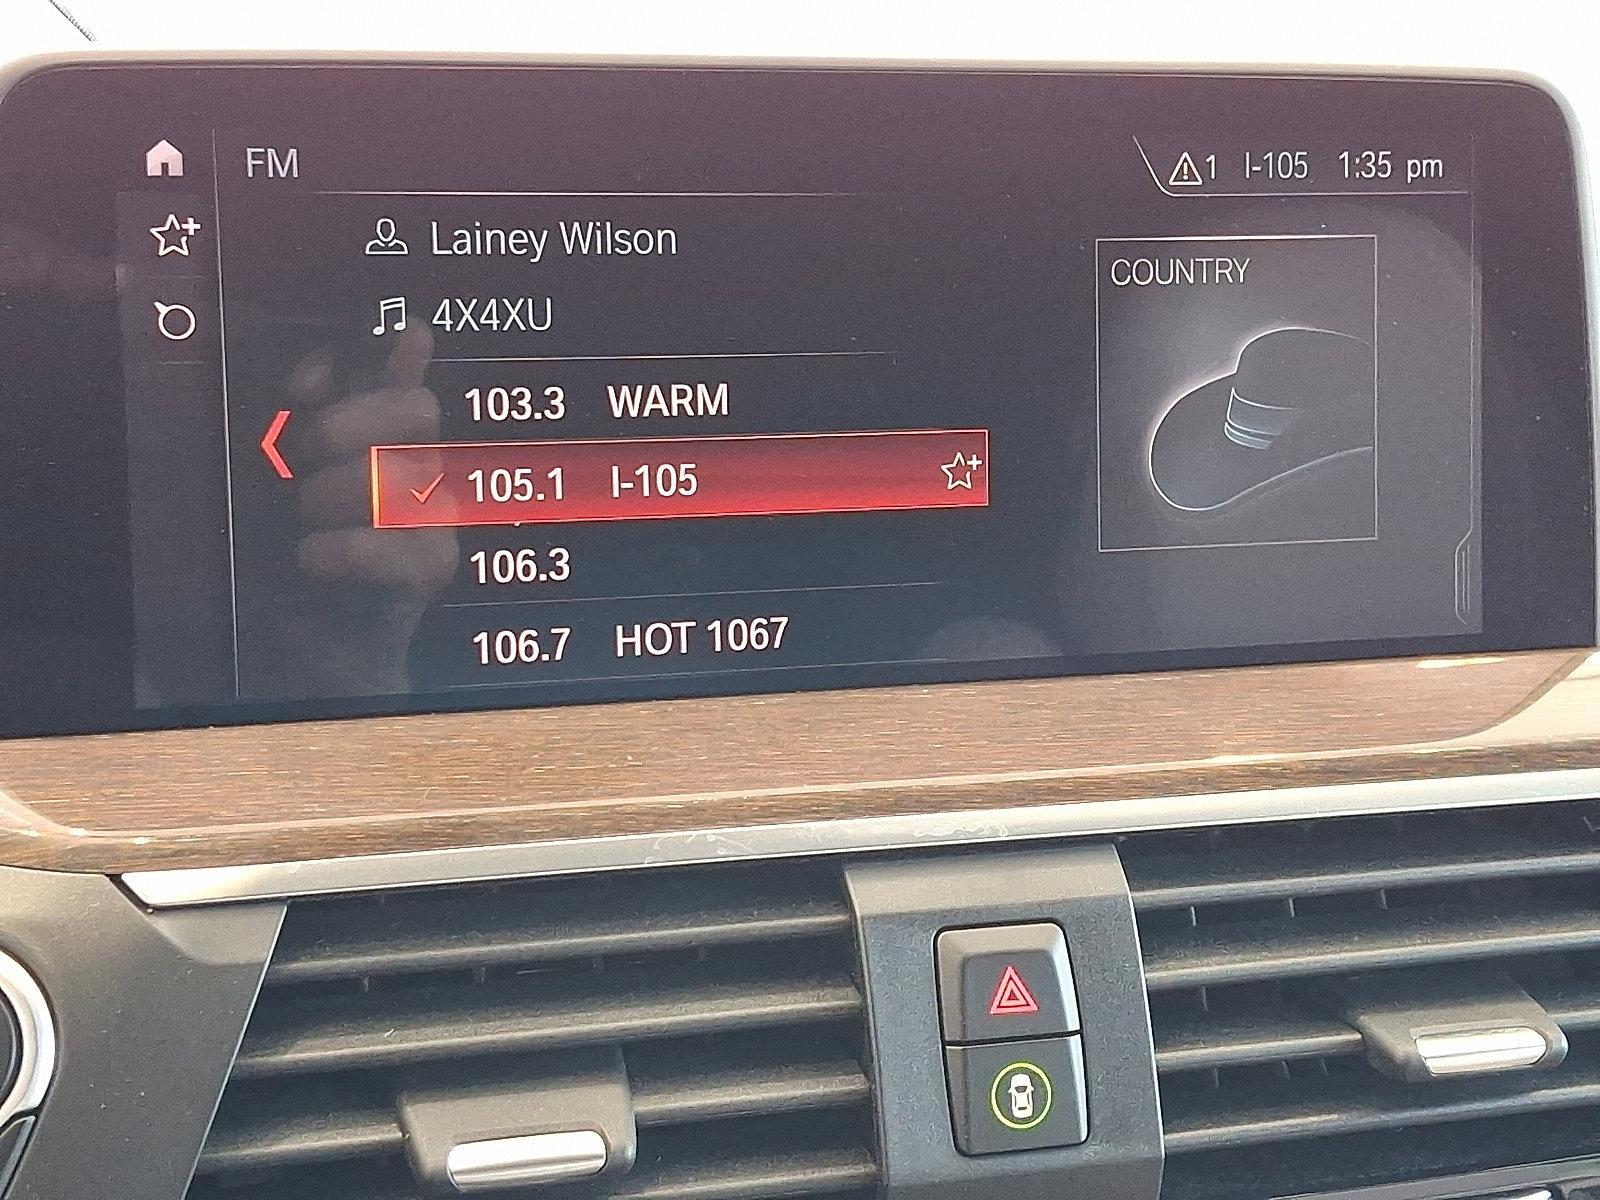 FM
1 I-105 1:35 pm
Lainey Wilson
4X4XU
103.3 WARM
105.1 I-105
106.3
106.7 HOT 1067
COUNTRY